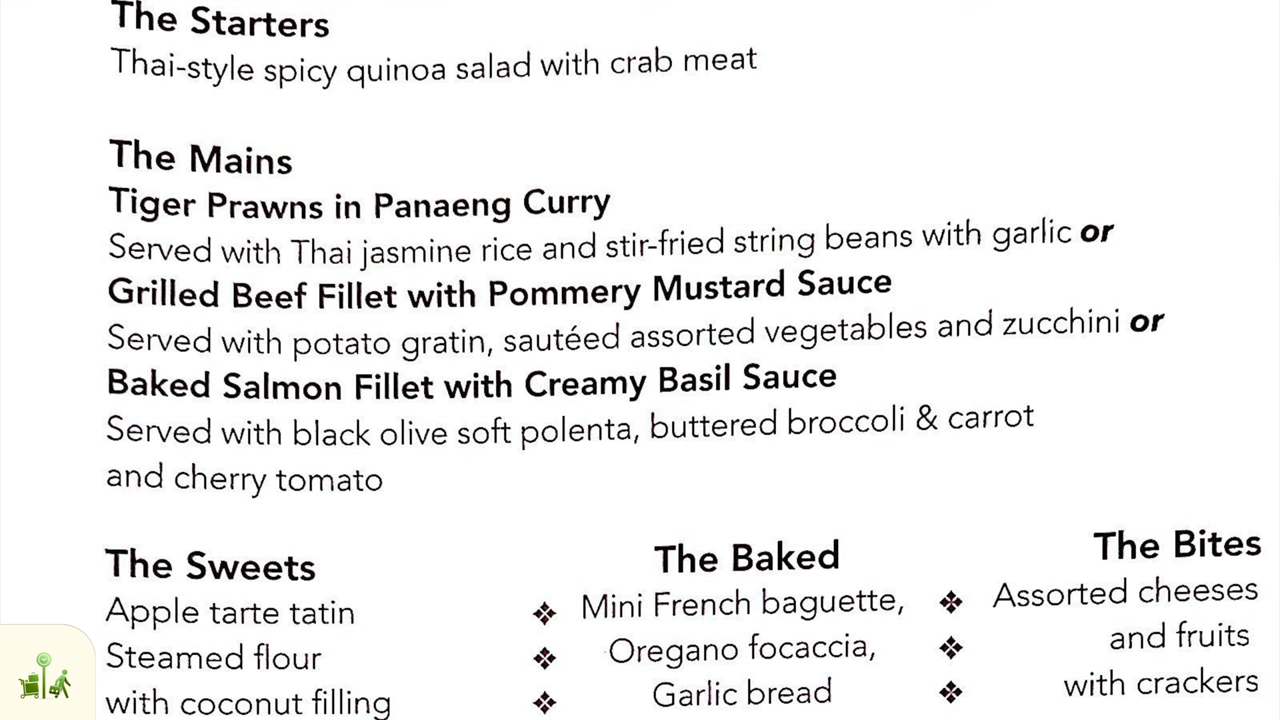 The Starters
Thai-style spicy quinoa salad with crab meat
The Mains
Tiger Prawns in Panaeng Curry
Served with Thai jasmine rice and stir-fried string beans with garlic or
Grilled Beef Fillet with Pommery Mustard Sauce
Served with potato gratin, sautéed assorted vegetables and zucchini or
Baked Salmon Fillet with Creamy Basil Sauce
Served with black olive soft polenta, buttered broccoli & carrot
and cherry tomato
The Sweets
Apple tarte tatin
Steamed flour
with coconut filling
The Baked
Mini French baguette,
Oregano focaccia,
Garlic bread
The Bites
Assorted cheeses
and fruits
with crackers